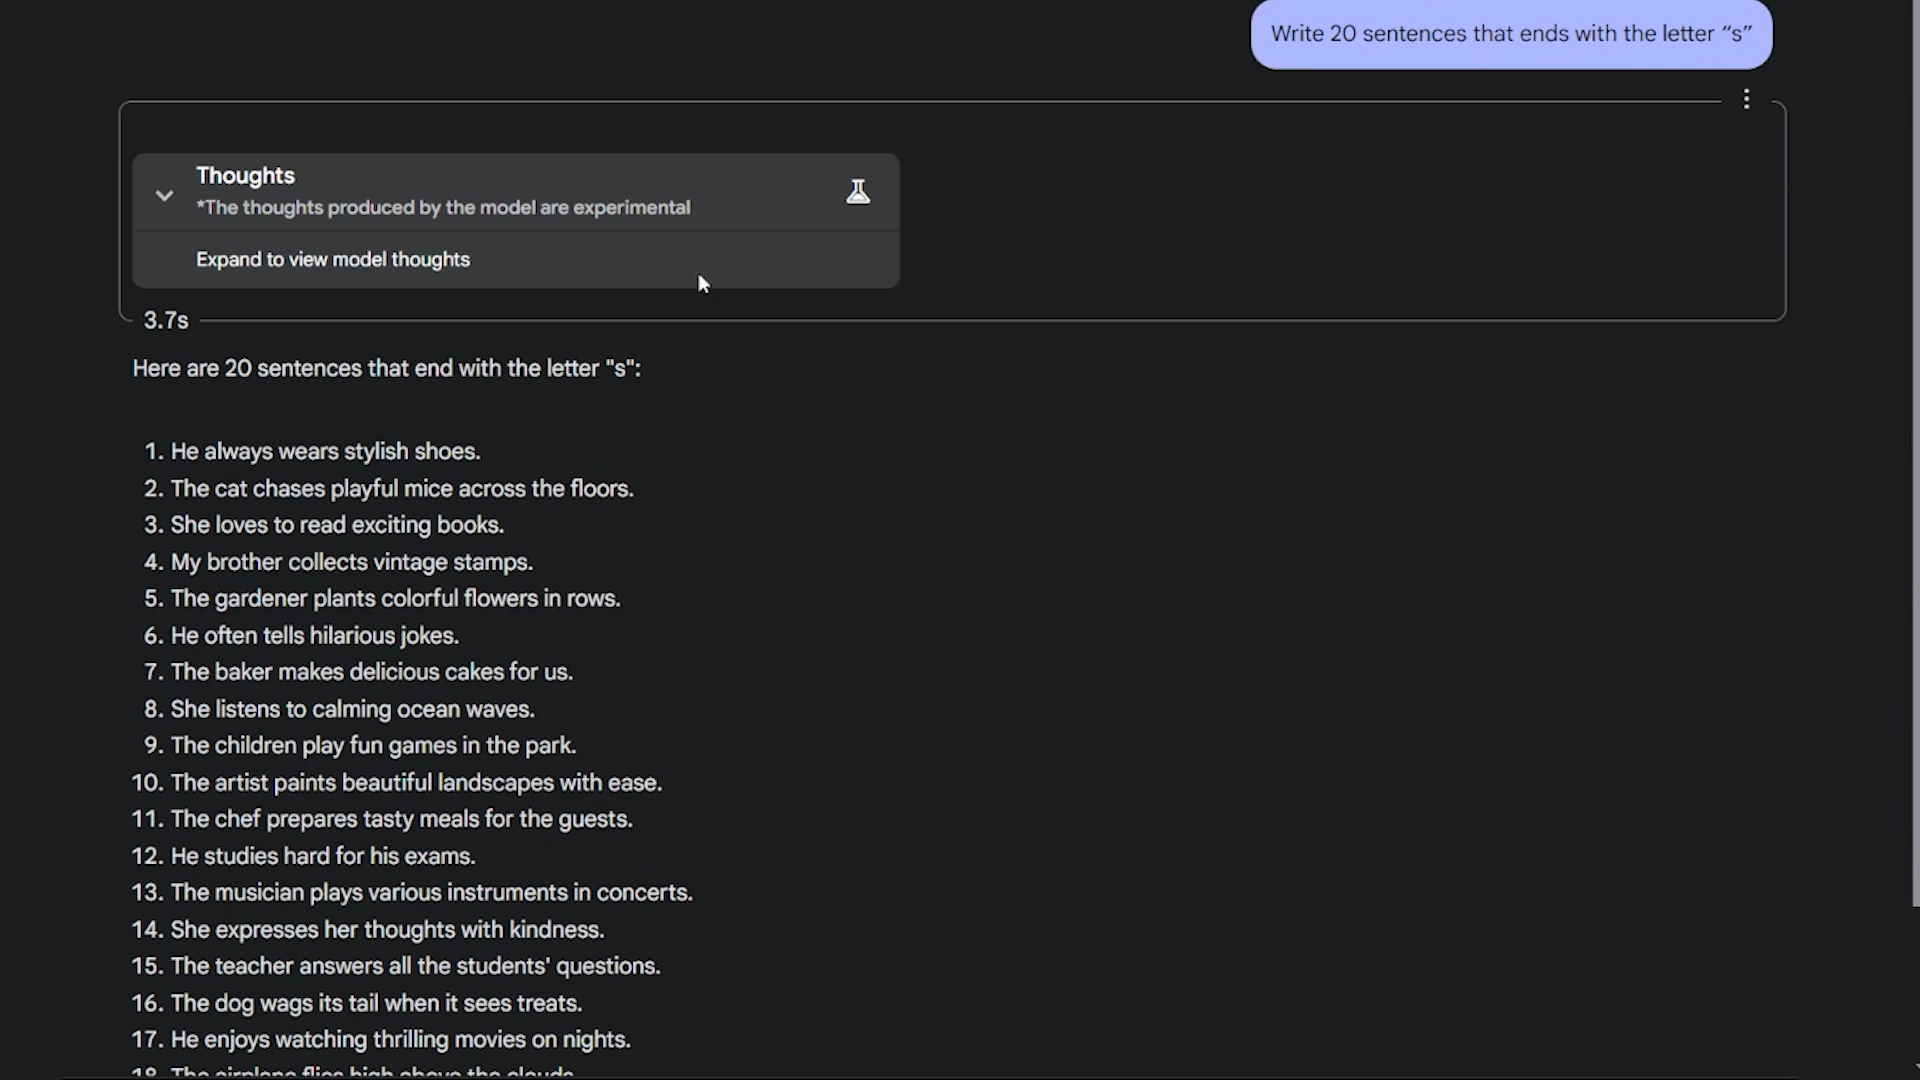 Write 20 sentences that ends with the letter “s”
Thoughts
*The thoughts produced by the model are experimental
Expand to view model thoughts
3.7s
Here are 20 sentences that end with the letter "s":
1. He always wears stylish shoes.
2. The cat chases playful mice across the floors.
3. She loves to read exciting books.
4. My brother collects vintage stamps.
5. The gardener plants colorful flowers in rows.
6. He often tells hilarious jokes.
7. The baker makes delicious cakes for us.
8. She listens to calming ocean waves.
9. The children play fun games in the park.
10. The artist paints beautiful landscapes with ease.
11. The chef prepares tasty meals for the guests.
12. He studies hard for his exams.
13. The musician plays various instruments in concerts.
14. She expresses her thoughts with kindness.
15. The teacher answers all the students' questions.
16. The dog wags its tail when it sees treats.
17. He enjoys watching thrilling movies on nights.
18. The airplane flies high above the clouds.